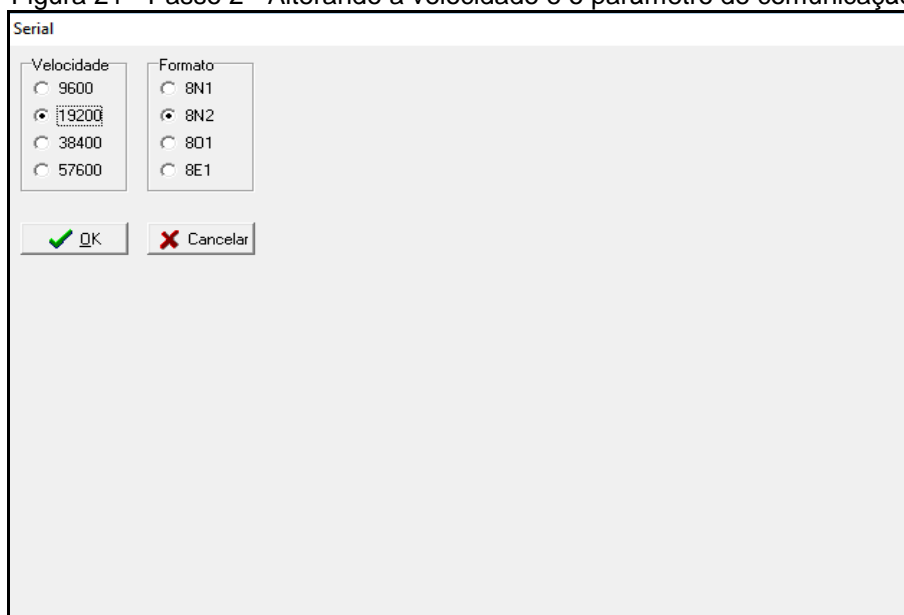 Figura 21 - Passo 2 - Alterando a velocidade e o parâmetro de comunicação
Serial
Velocidade Formato
9600 8N1
19200 8N2
38400 8O1
57600 8E1
OK Cancelar